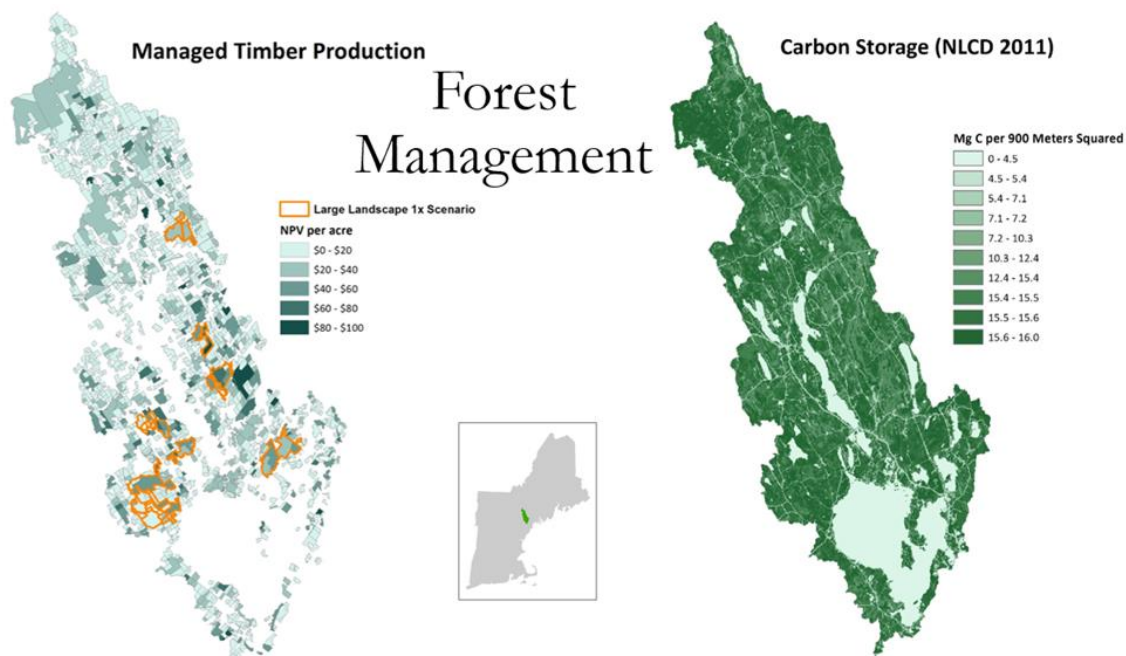 Managed Timber Production
Forest
Management
Large Landscape 1x Scenario
NPV per acre
$0 - $20
$20 - $40
$40 - $60
$60 - $80
$80 - $100
Carbon Storage (NLCD 2011)
Mg C per 900 Meters Squared
0 - 4.5
4.5 - 5.4
5.4 - 7.1
7.1 - 7.2
7.2 - 10.3
10.3 - 12.4
12.4 - 15.4
15.4 - 15.5
15.5 - 15.6
15.6 - 16.0